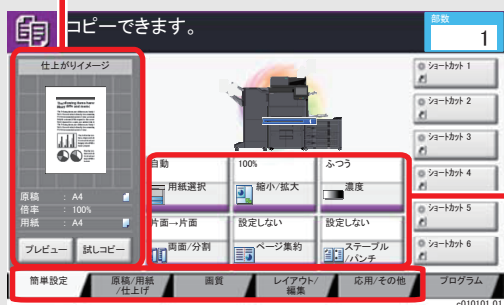 コピーできます。
部数
1
仕上がりイメージ
原稿 : A4
倍率 : 100%
用紙 : A4
プレビュー
試しコピー
自動
用紙選択
100%
縮小/拡大
ふつう
濃度
片面→片面
両面/分割
設定しない
ページ集約
設定しない
ステープル
/パンチ
ショートカット 1
ショートカット 2
ショートカット 3
ショートカット 4
ショートカット 5
ショートカット 6
簡単設定
原稿/用紙
/仕上げ
画質
レイアウト/
編集
応用/その他
プログラム
c010101_01